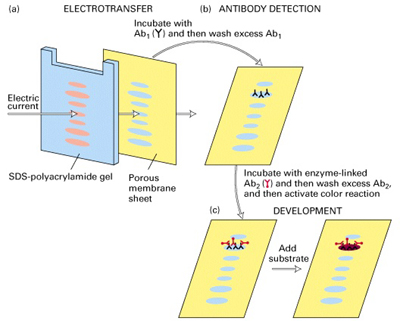 (a) ELECTROTRANSFER
Incubate with
Ab1 (Y) and then wash excess Ab1
(b) ANTIBODY DETECTION
Electric
current
SDS-polyacrylamide gel
Porous
membrane
sheet
Incubate with enzyme-linked
Ab2 (Y) and then wash excess Ab2,
and then activate color reaction
(c) DEVELOPMENT
Add
substrate